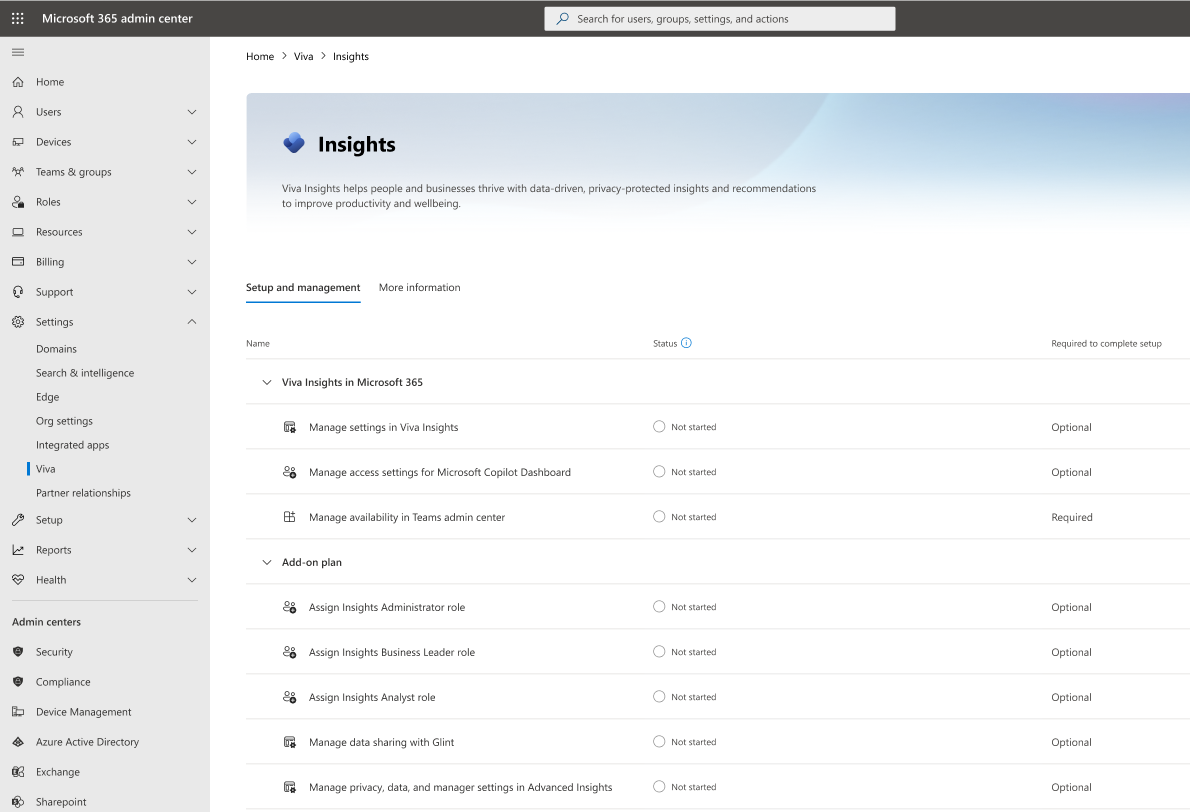 Microsoft 365 admin center
Search for users, groups, settings, and actions
Home
Users
Devices
Teams & groups
Roles
Resources
Billing
Support
Settings
Domains
Search & intelligence
Edge
Org settings
Integrated apps
Viva
Partner relationships
Setup
Reports
Health
Admin centers
Security
Compliance
Device Management
Azure Active Directory
Exchange
Sharepoint
Home > Viva > Insights
Insights
Viva Insights helps people and businesses thrive with data-driven, privacy-protected insights and recommendations
to improve productivity and wellbeing.
Setup and management More information
Name Status Required to complete setup
Viva Insights in Microsoft 365
Manage settings in Viva Insights Not started Optional
Manage access settings for Microsoft Copilot Dashboard Not started Optional
Manage availability in Teams admin center Not started Required
Add-on plan
Assign Insights Administrator role Not started Optional
Assign Insights Business Leader role Not started Optional
Assign Insights Analyst role Not started Optional
Manage data sharing with Glint Not started Optional
Manage privacy, data, and manager settings in Advanced Insights Not started Optional